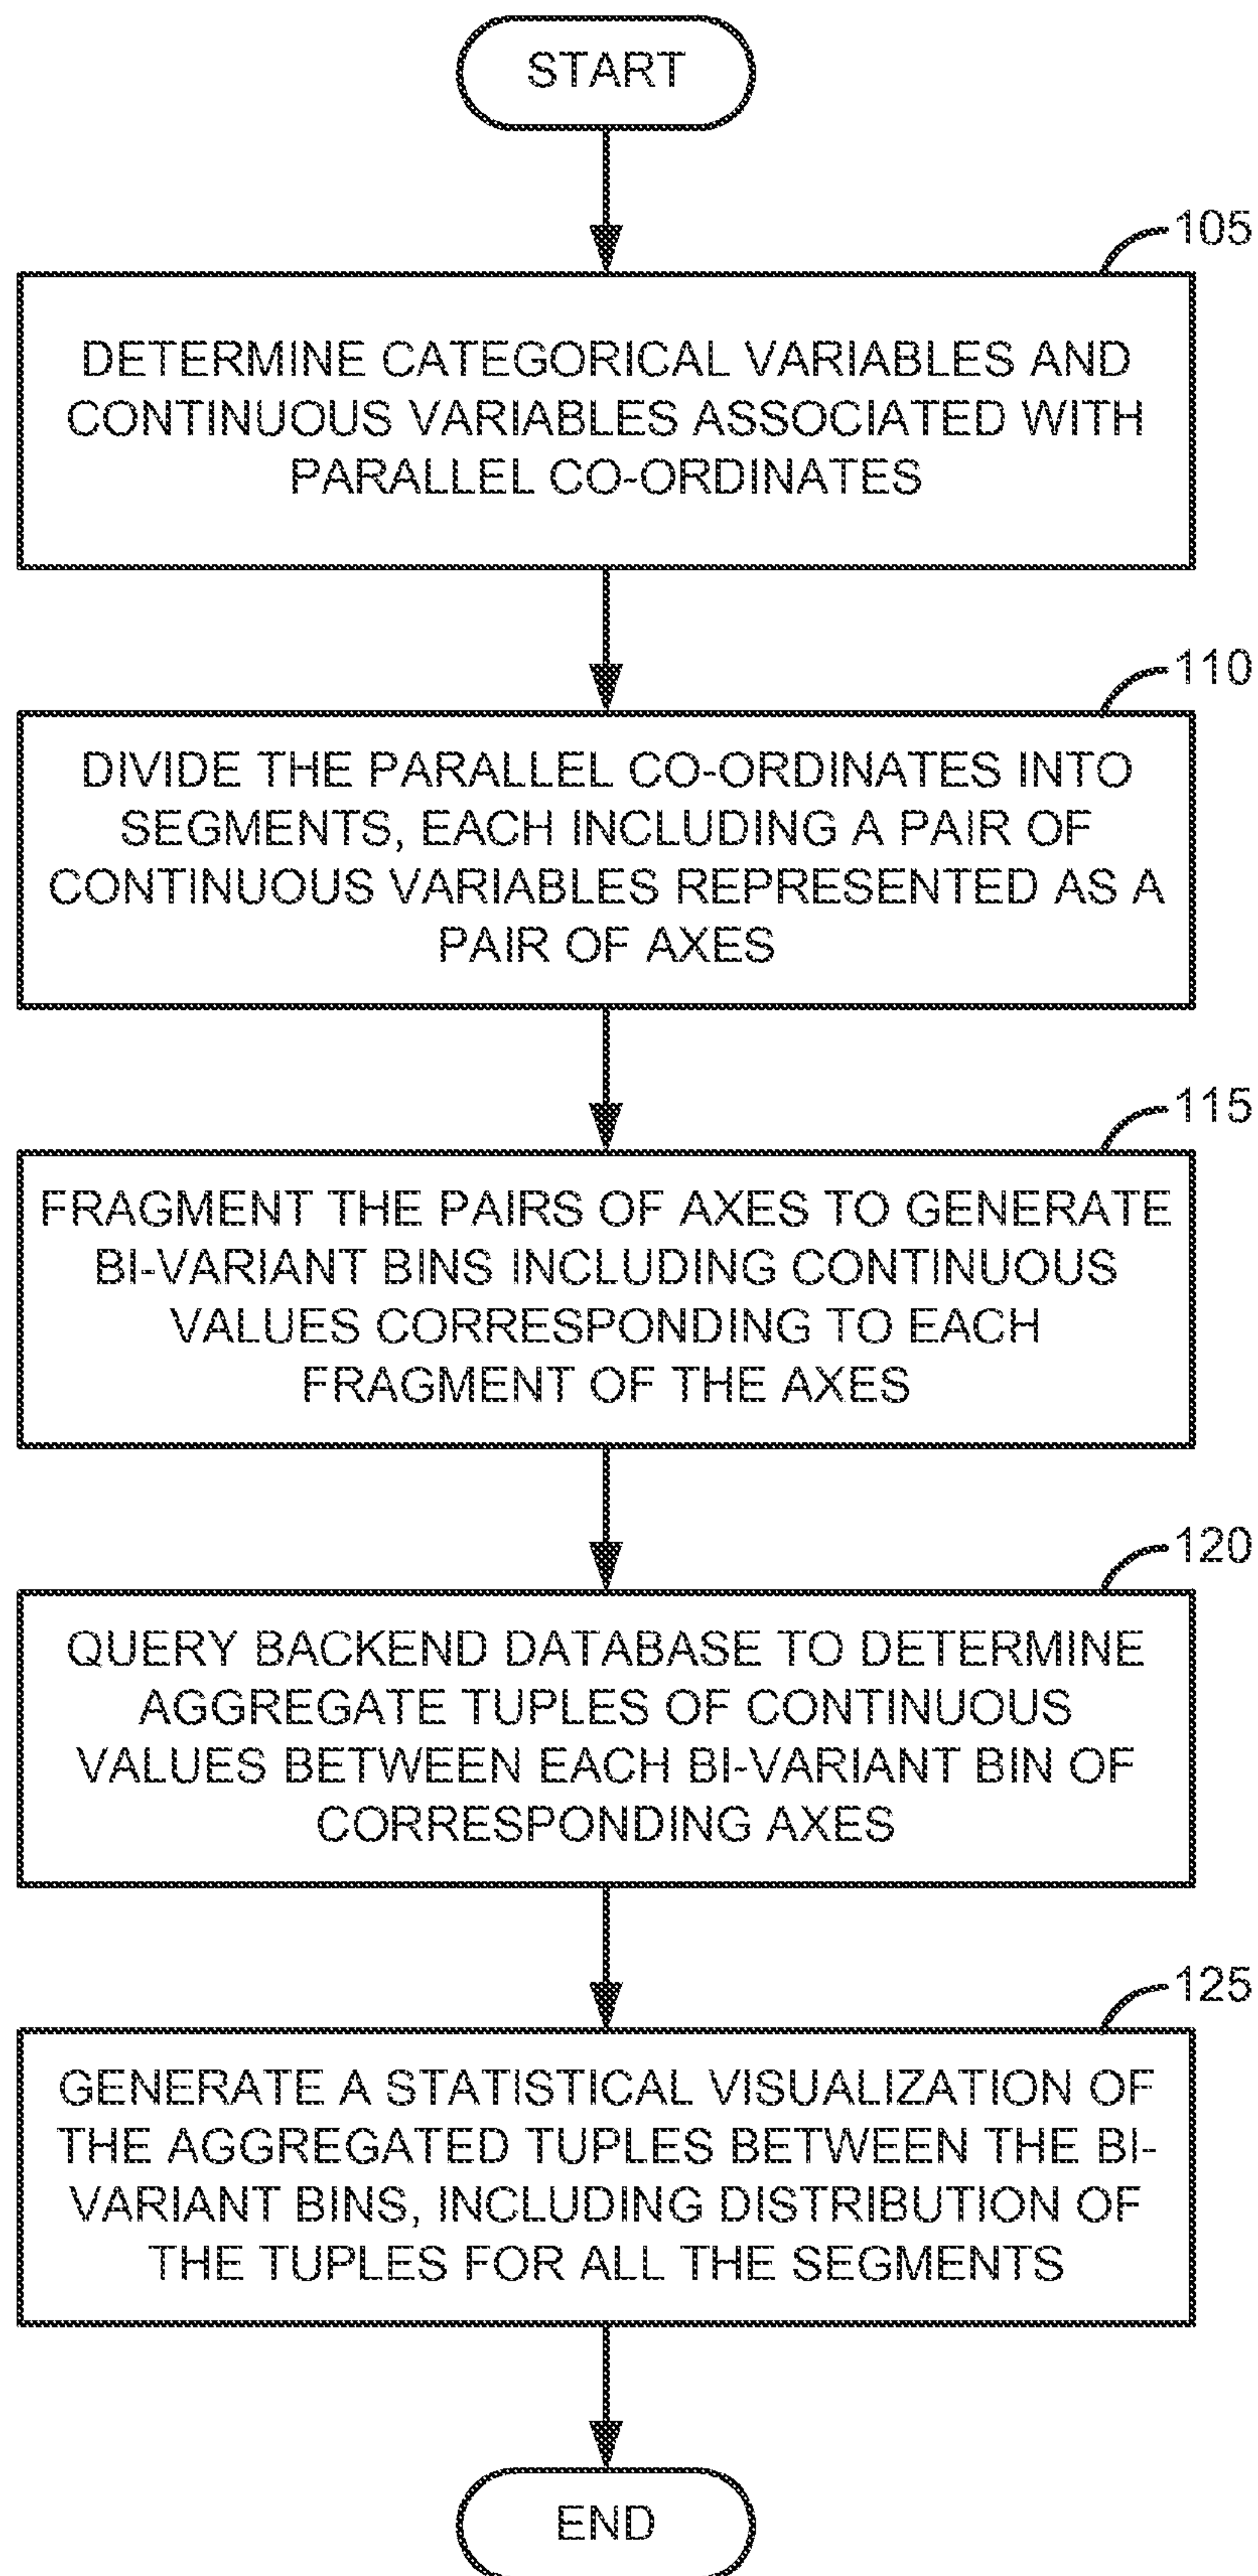 START
105
DETERMINE CATEGORICAL VARIABLES AND
CONTINUOUS VARIABLES ASSOCIATED WITH
PARALLEL CO-ORDINATES
110
DIVIDE THE PARALLEL CO-ORDINATES INTO
SEGMENTS, EACH INCLUDING A PAIR OF
CONTINUOUS VARIABLES REPRESENTED AS A
PAIR OF AXES
115
FRAGMENT THE PAIRS OF AXES TO GENERATE
BI-VARIANT BINS INCLUDING CONTINUOUS
VALUES CORRESPONDING TO EACH
FRAGMENT OF THE AXES
120
QUERY BACKEND DATABASE TO DETERMINE
AGGREGATE TUPLES OF CONTINUOUS
VALUES BETWEEN EACH BI-VARIANT BIN OF
CORRESPONDING AXES
125
GENERATE A STATISTICAL VISUALIZATION OF
THE AGGREGATED TUPLES BETWEEN THE BI-
VARIANT BINS, INCLUDING DISTRIBUTION OF
THE TUPLES FOR ALL THE SEGMENTS
END